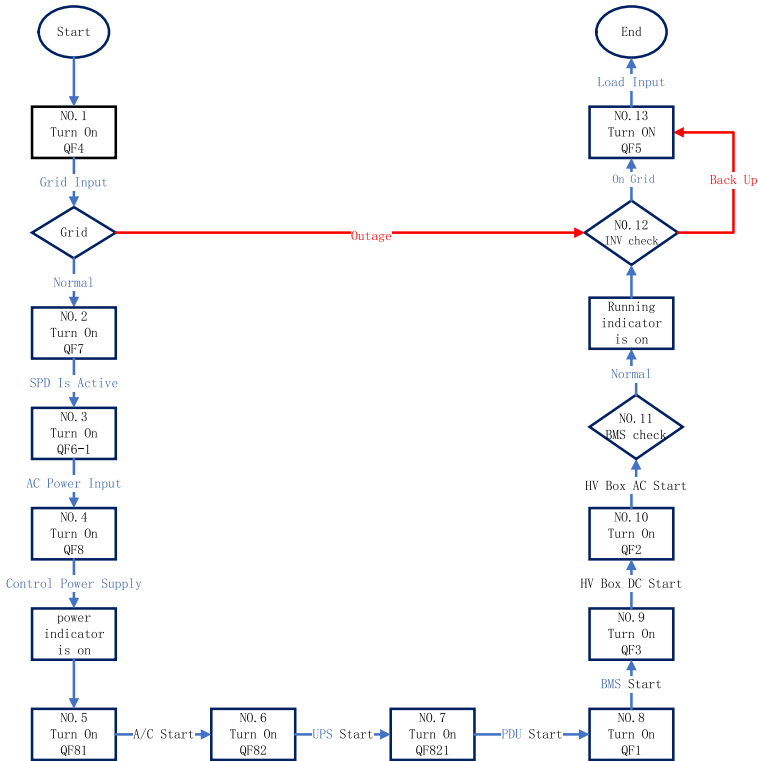 Start
NO.1
Turn On
QF4
Grid Input
Grid
Outage
Normal
NO.2
Turn On
QF7
SPD Is Active
NO.3
Turn On
QF6-1
AC Power Input
NO.4
Turn On
QF8
Control Power Supply
power
indicator
is on
NO.5
Turn On
QF81
A/C Start
NO.6
Turn On
QF82
UPS Start
NO.7
Turn On
QF821
PDU Start
NO.8
Turn On
QF1
BMS Start
NO.9
Turn On
QF3
HV Box DC Start
NO.10
Turn On
QF2
HV Box AC Start
NO.11
BMS check
Normal
Running
indicator
is on
NO.12
INV check
On Grid
Back Up
NO.13
Turn ON
QF5
Load Input
End